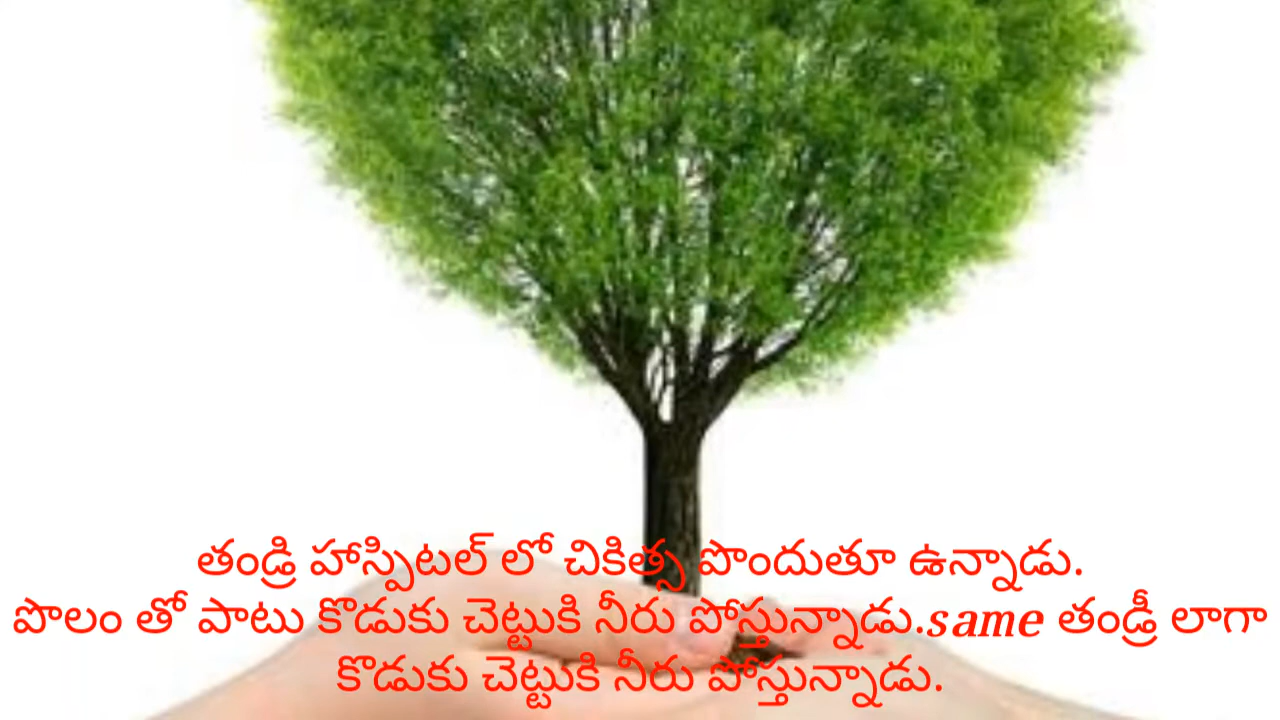 తండ్రి హాస్పిటల్ లో చికిత్స పొందుతూ ఉన్నాడు.
పొలం తో పాటు కొడుకు చెట్టుకి నీరు పోస్తున్నాడు.same తండ్రీ లాగా
కొడుకు చెట్టుకి నీరు పోస్తున్నాడు.